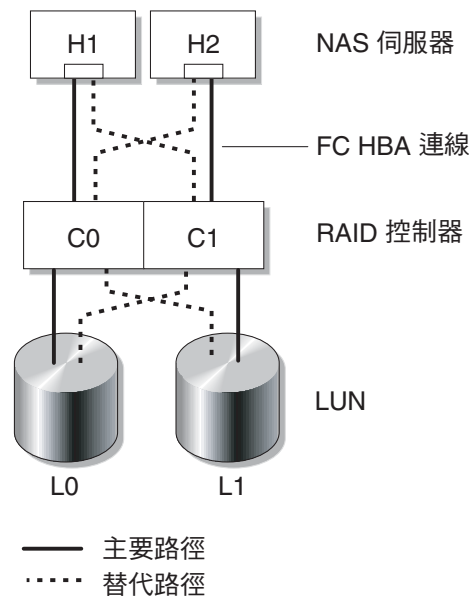 H1 H2 NAS 伺服器
FC HBA 連線
C0 C1 RAID 控制器
LUN
L0 L1
主要路徑
替代路徑